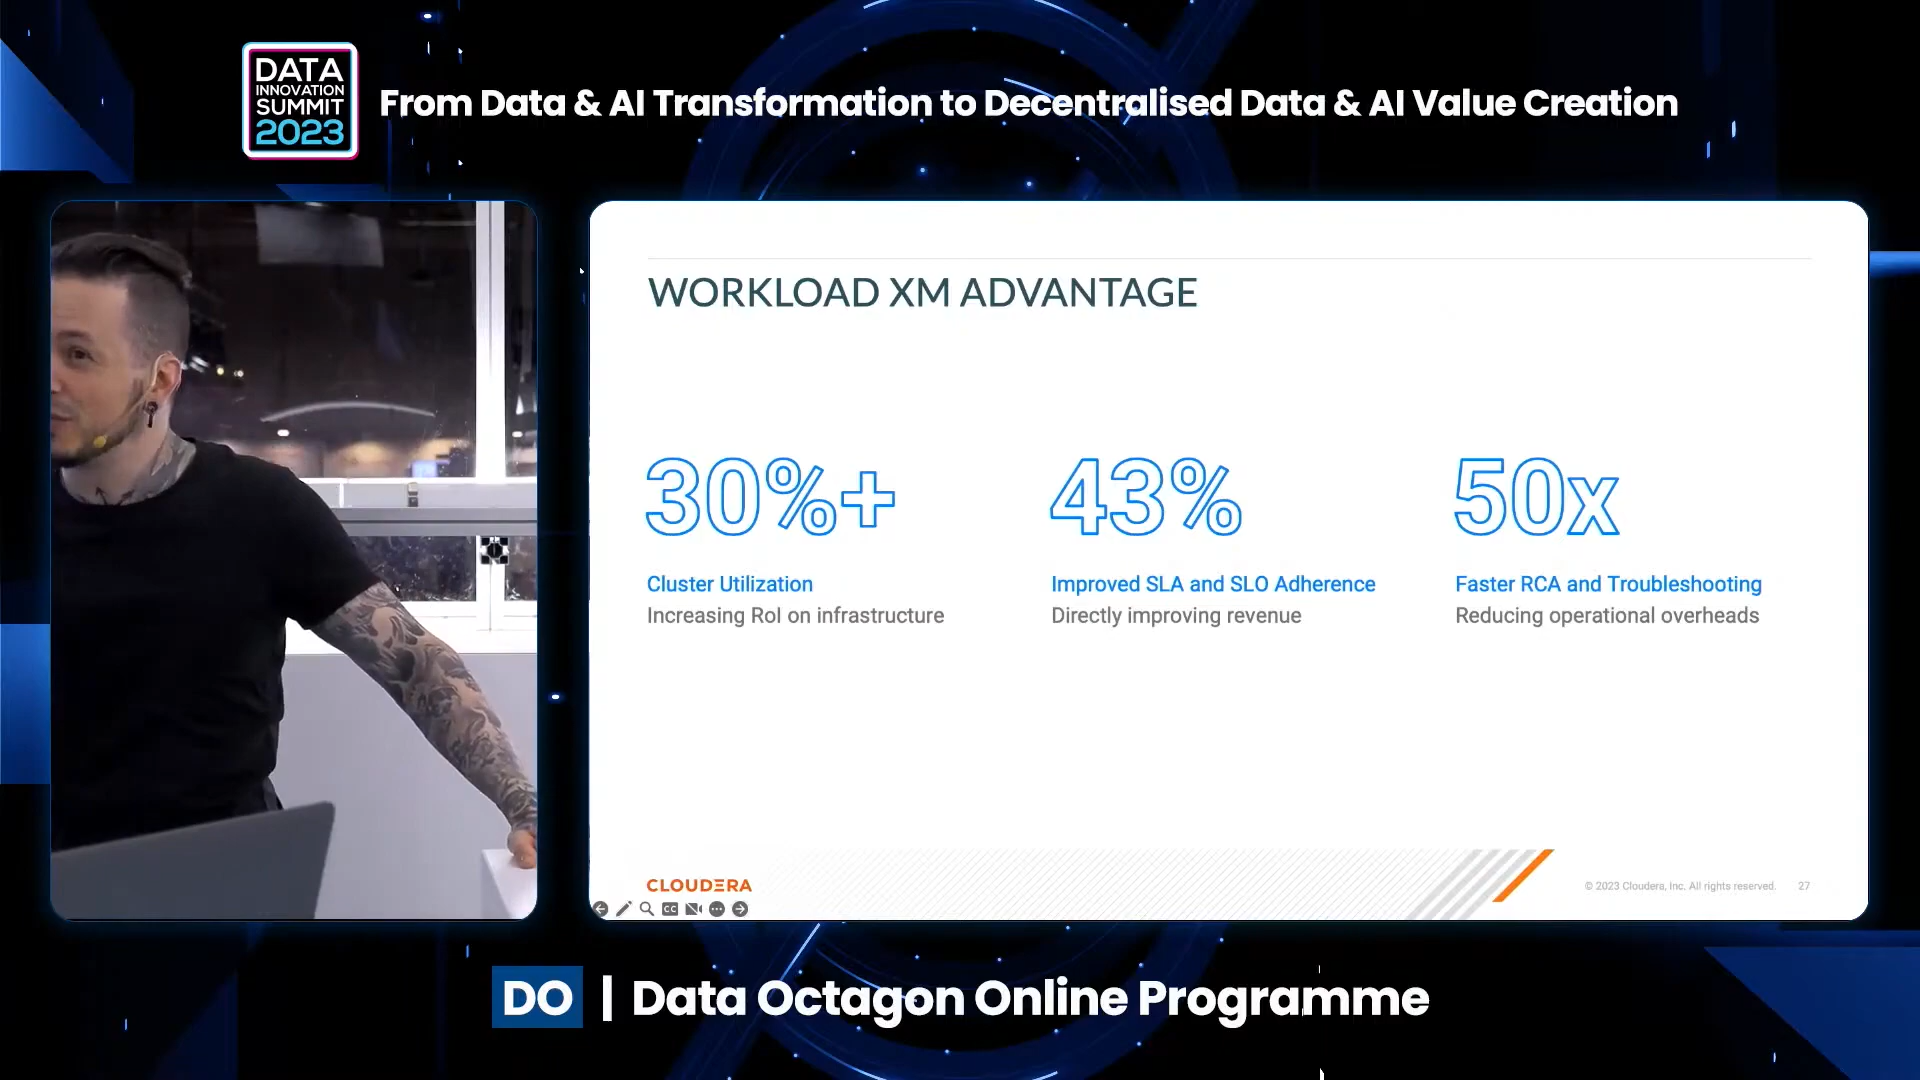 DATA
INNOVATION
SUMMIT
2023
From Data & AI Transformation to Decentralised Data & AI Value Creation
WORKLOAD XM ADVANTAGE
30%+
Cluster Utilization
Increasing RoI on infrastructure
43%
Improved SLA and SLO Adherence
Directly improving revenue
50x
Faster RCA and Troubleshooting
Reducing operational overheads
CLOUDERA
© 2023 Cloudera, Inc. All rights reserved. 27
CC
DO | Data Octagon Online Programme